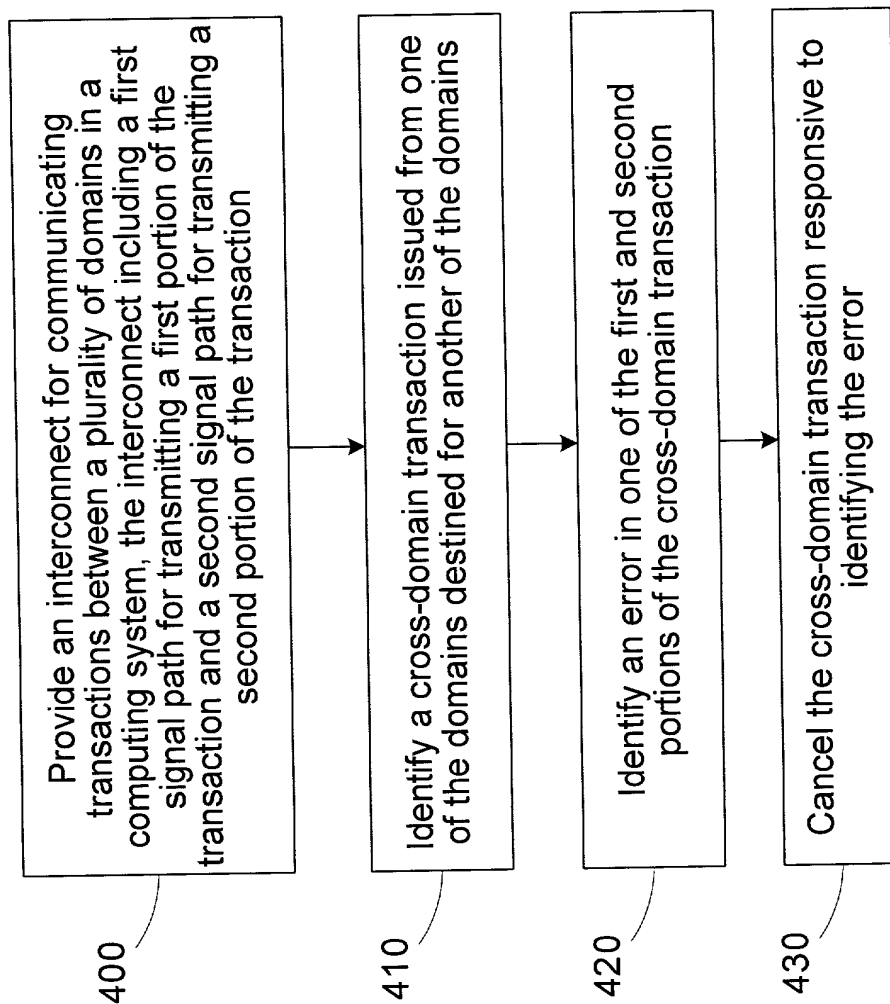 Provide an interconnect for communicating
transactions between a plurality of domains in a
computing system, the interconnect including a first
signal path for transmitting a first portion of the
transaction and a second signal path for transmitting a
second portion of the transaction
400
Identify a cross-domain transaction issued from one
of the domains destined for another of the domains
410
Identify an error in one of the first and second
portions of the cross-domain transaction
420
Cancel the cross-domain transaction responsive to
identifying the error
430